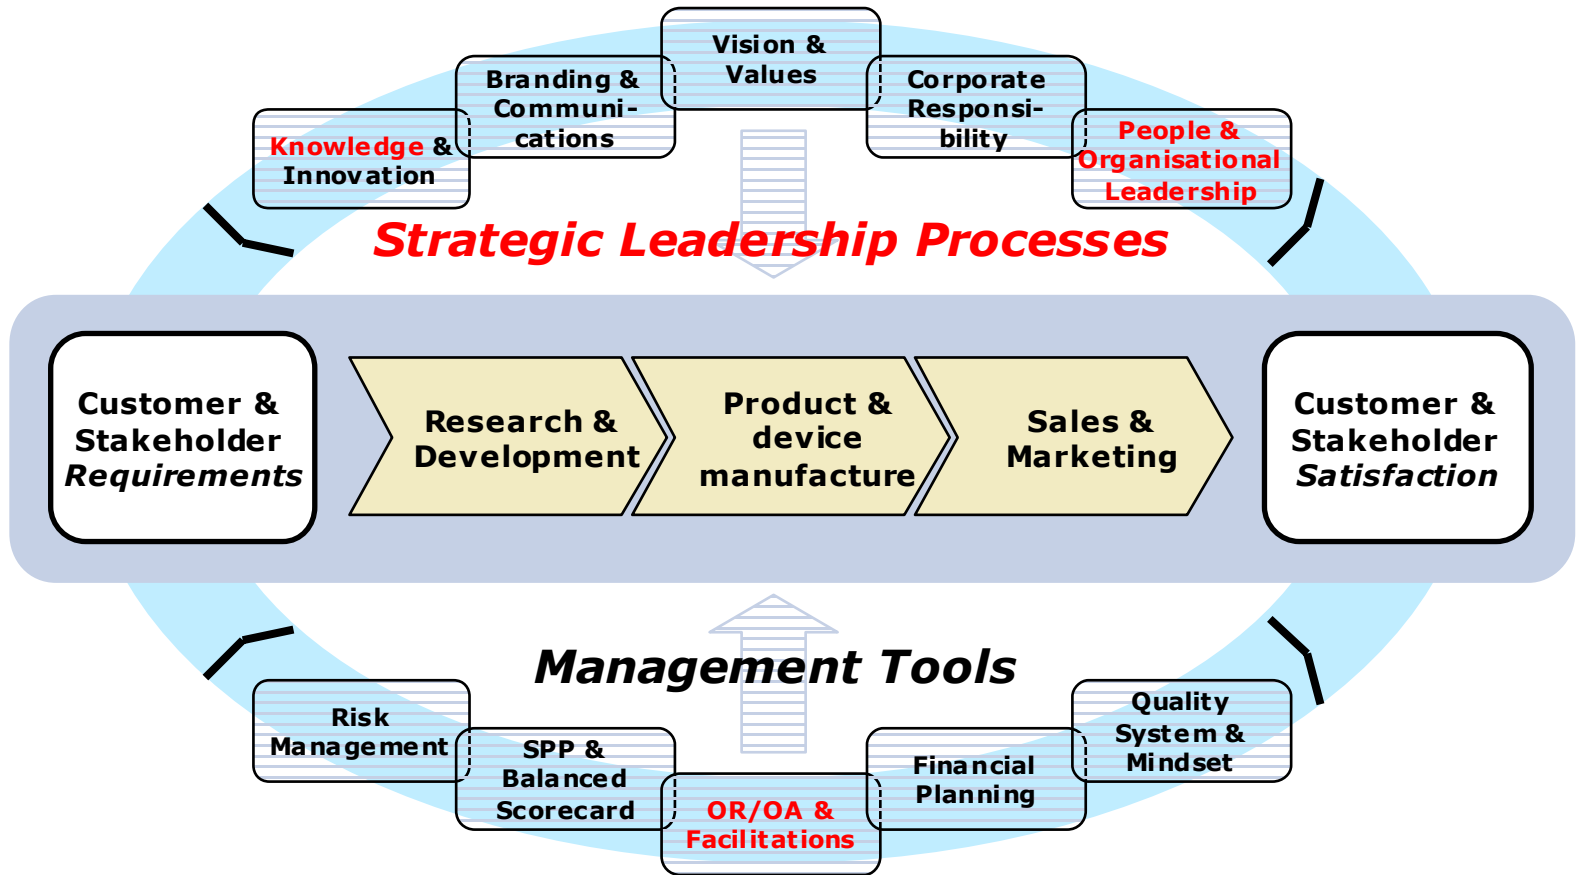 Vision &
Values
Branding &
Communi-
cations
Corporate
Responsi-
bility
Knowledge &
Innovation
People &
Organisational
Leadership
Strategic Leadership Processes
Customer &
Stakeholder
Requirements
Research &
Development
Product &
device
manufacture
Sales &
Marketing
Customer &
Stakeholder
Satisfaction
Management Tools
Risk
Management
SPP &
Balanced
Scorecard
OR/OA &
Facilitations
Financial
Planning
Quality
System &
Mindset